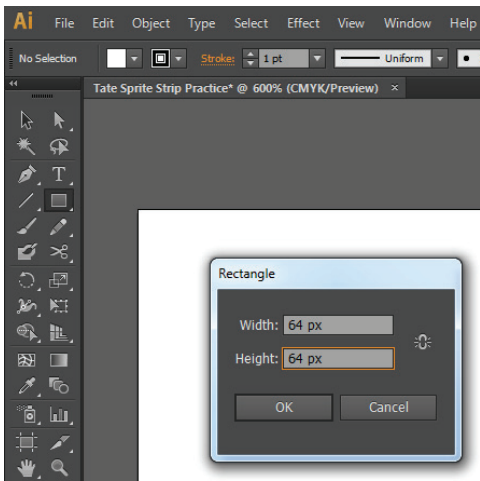 Ai File Edit Object Type Select Effect View Window Help
No Selection Stroke: 1 pt Uniform
Tate Sprite Strip Practice* @ 600% (CMYK/Preview) ×
T
Rectangle
Width: 64 px
Height: 64 px
OK Cancel